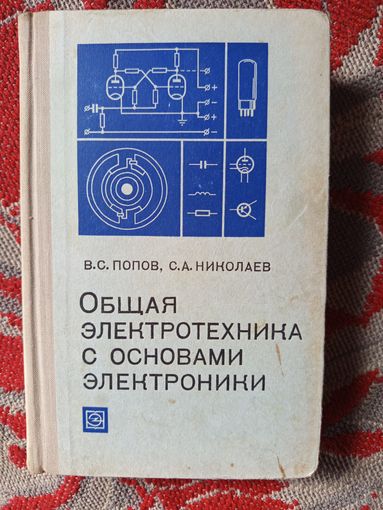 В.С. ПОПОВ, С.А. НИКОЛАЕВ
ОБЩАЯ
ЭЛЕКТРОТЕХНИКА
С ОСНОВАМИ
ЭЛЕКТРОНИКИ